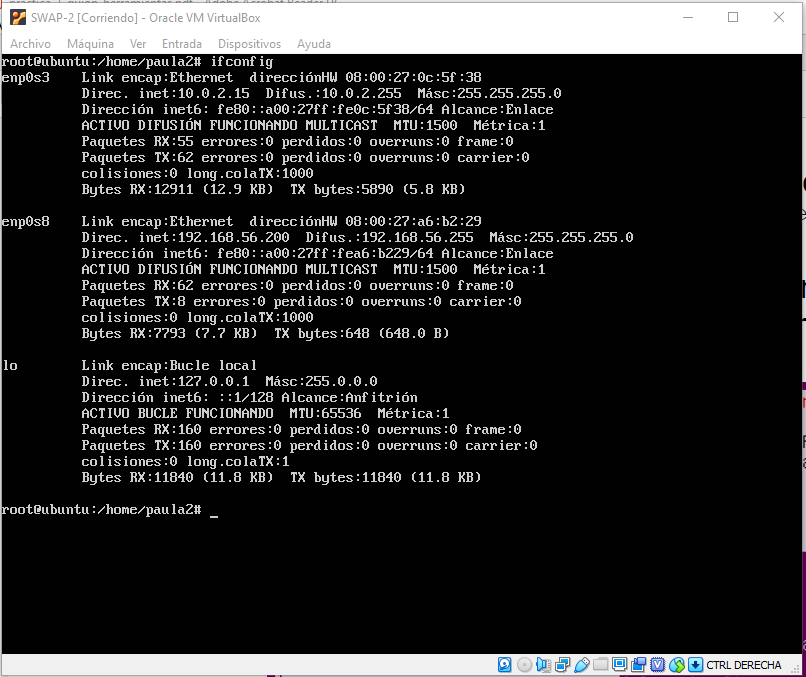 SWAP-2 [Corriendo] - Oracle VM VirtualBox
Archivo Máquina Ver Entrada Dispositivos Ayuda
root@ubuntu:/home/paula2# ifconfig
enp0s3 Link encap:Ethernet direcciónHW 08:00:27:0c:5f:38
Direc. inet:10.0.2.15 Difus.:10.0.2.255 Másc:255.255.255.0
Dirección inet6: fe80::a00:27ff:fe0c:5f38/64 Alcance:Enlace
ACTIVO DIFUSIÓN FUNCIONANDO MULTICAST MTU:1500 Métrica:1
Paquetes RX:55 errores:0 perdidos:0 overruns:0 frame:0
Paquetes TX:62 errores:0 perdidos:0 overruns:0 carrier:0
colisiones:0 long.colaTX:1000
Bytes RX:12911 (12.9 KB) TX bytes:5890 (5.8 KB)
enp0s8 Link encap:Ethernet direcciónHW 08:00:27:a6:b2:29
Direc. inet:192.168.56.200 Difus.:192.168.56.255 Másc:255.255.255.0
Dirección inet6: fe80::a00:27ff:fea6:b229/64 Alcance:Enlace
ACTIVO DIFUSIÓN FUNCIONANDO MULTICAST MTU:1500 Métrica:1
Paquetes RX:62 errores:0 perdidos:0 overruns:0 frame:0
Paquetes TX:8 errores:0 perdidos:0 overruns:0 carrier:0
colisiones:0 long.colaTX:1000
Bytes RX:7793 (7.7 KB) TX bytes:648 (648.0 B)
lo Link encap:Bucle local
Direc. inet:127.0.0.1 Másc:255.0.0.0
Dirección inet6: ::1/128 Alcance:Anfitrión
ACTIVO BUCLE FUNCIONANDO MTU:65536 Métrica:1
Paquetes RX:160 errores:0 perdidos:0 overruns:0 frame:0
Paquetes TX:160 errores:0 perdidos:0 overruns:0 carrier:0
colisiones:0 long.colaTX:1
Bytes RX:11840 (11.8 KB) TX bytes:11840 (11.8 KB)
root@ubuntu:/home/paula2# _
CTRL DERECHA